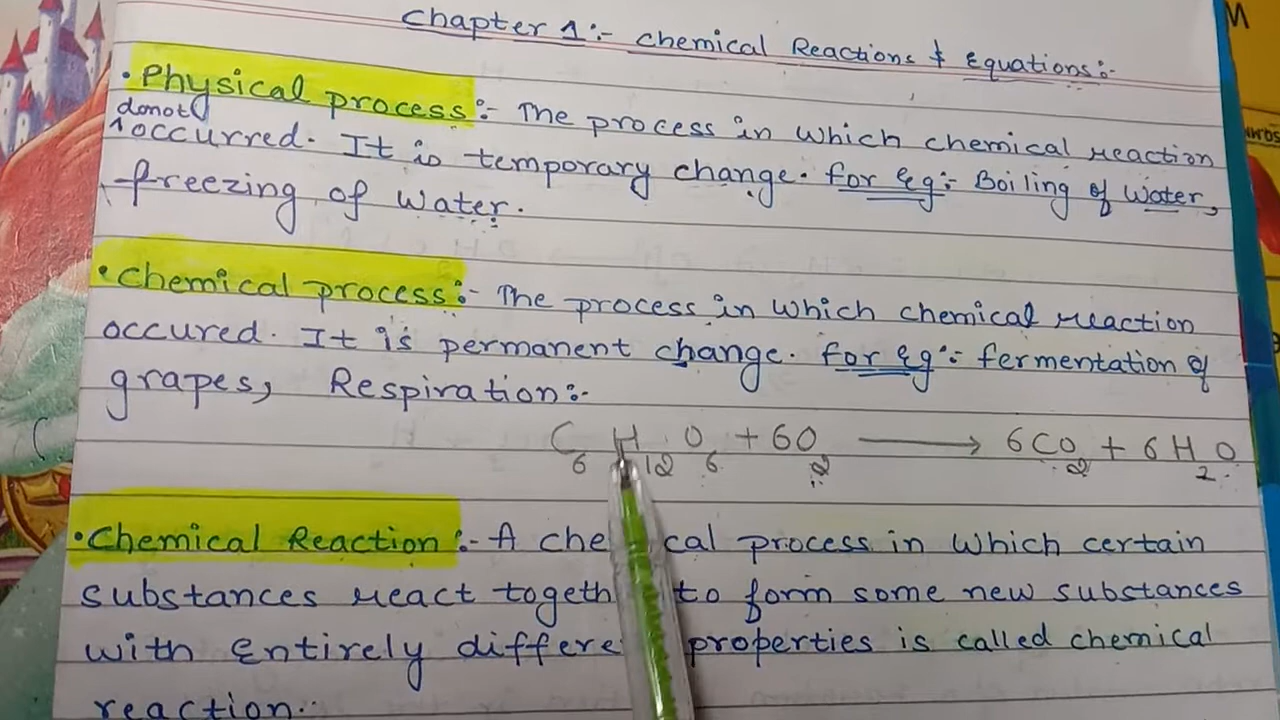 Chapter 1:- Chemical Reactions & Equations:-
• Physical process:- The process in which chemical reaction
donot
occurred. It is temporary change. for eg:- Boiling of Water,
freezing of Water.
• Chemical process:- The process in which chemical reaction
occured. It is permanent change. for eg:- fermentation of
grapes, Respiration:-
C6H12O6 + 6O2 ⟶ 6CO2 + 6H2O
• Chemical Reaction:- A che cal process in which certain
substances react togeth to form some new substances
with entirely differe properties is called chemical
reaction.
M